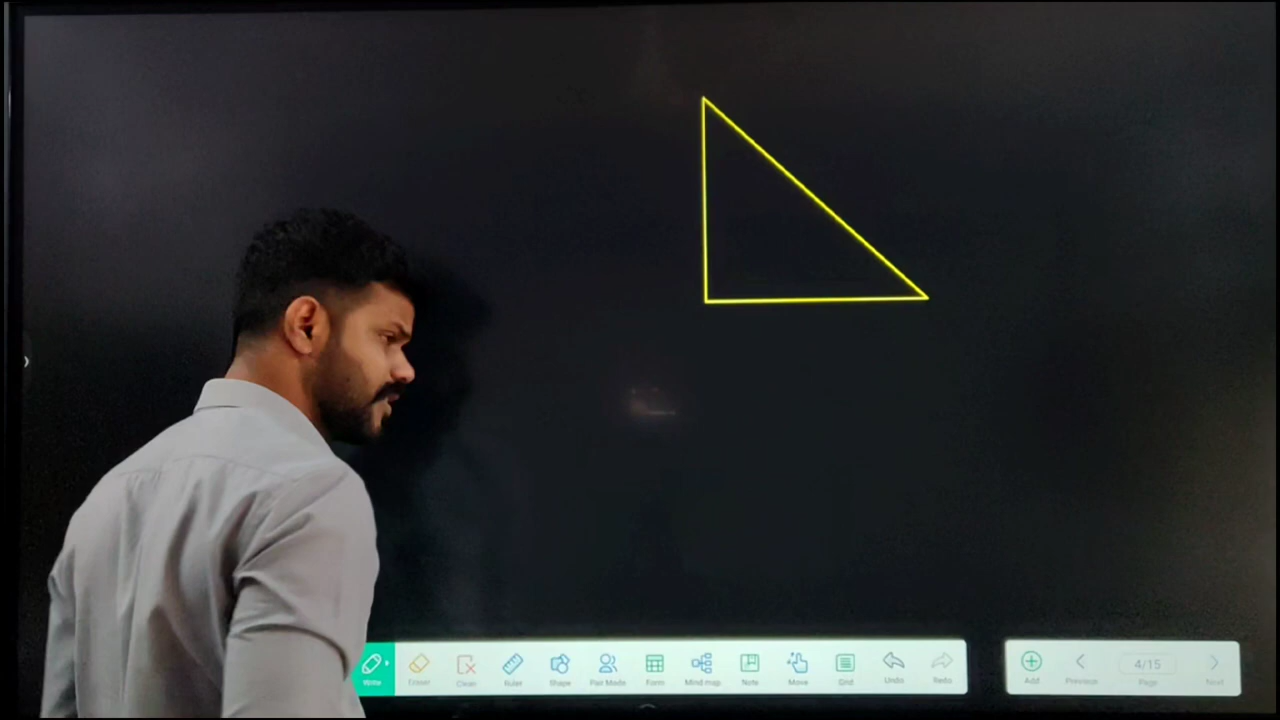 Write Eraser Clean Ruler Shape Pair Mode Form Mind map Note Move Grid Undo Redo
4/15
Add Previous Page Next